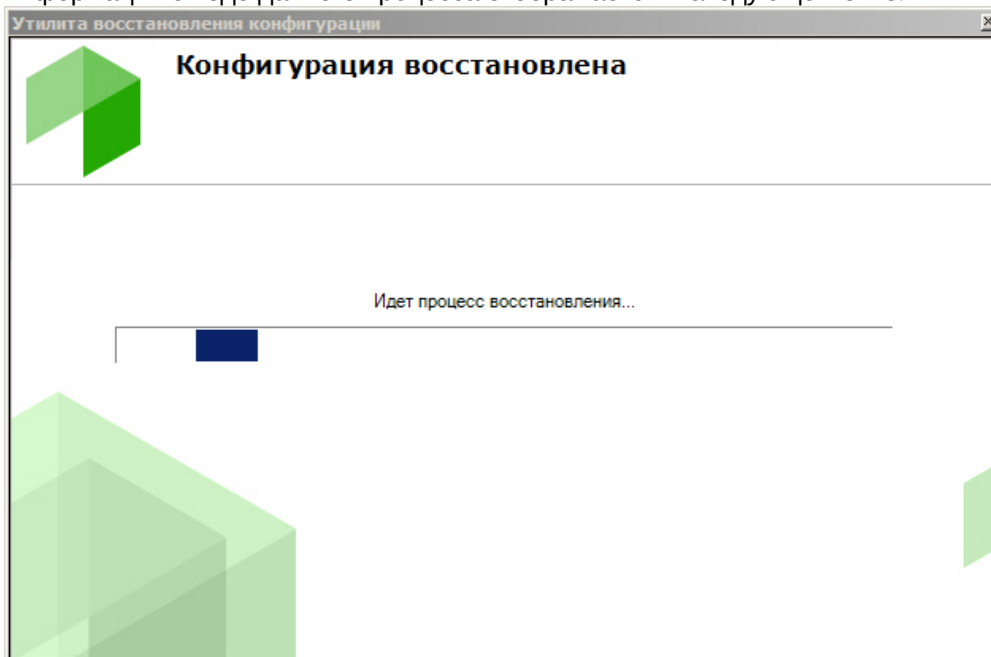 Утилита восстановления конфигурации
Конфигурация восстановлена
Идет процесс восстановления...